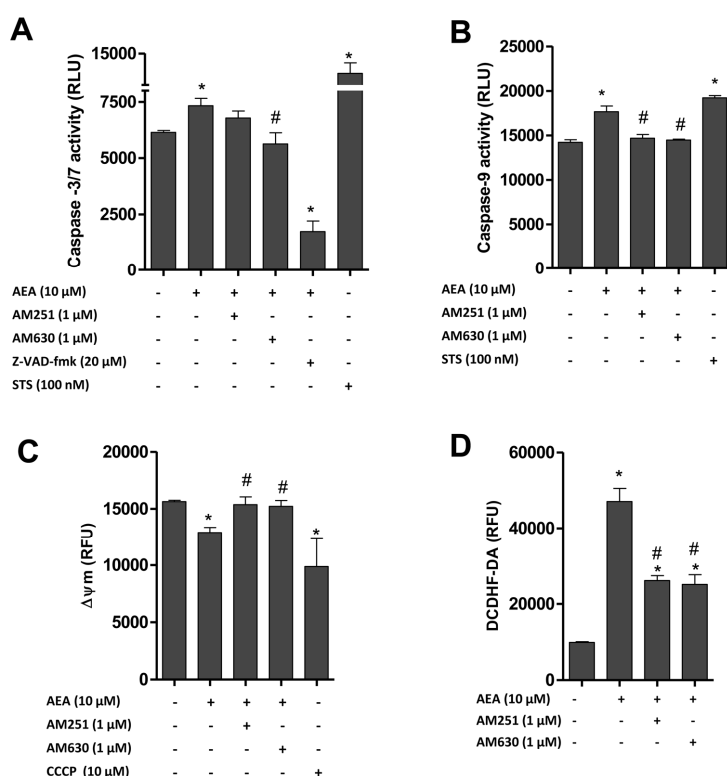 A
Caspase -3/7 activity (RLU)
15000
7500
5000
2500
0
* * # *
AEA (10 µM) - + + + + -
AM251 (1 µM) - - + - - -
AM630 (1 µM) - - - + - -
Z-VAD-fmk (20 µM) - - - - + -
STS (100 nM) - - - - - +
B
Caspase-9 activity (RLU)
25000
20000
15000
10000
5000
0
* # # *
AEA (10 µM) - + + + -
AM251 (1 µM) - - + - -
AM630 (1 µM) - - - + -
STS (100 nM) - - - - +
C
Δψm (RFU)
20000
15000
10000
5000
0
* # # *
AEA (10 µM) - + + + -
AM251 (1 µM) - - + - -
AM630 (1 µM) - - - + -
CCCP (10 µM) - - - - +
D
DCDHF-DA (RFU)
60000
40000
20000
0
* # #
* *
AEA (10 µM) - + + +
AM251 (1 µM) - - + -
AM630 (1 µM) - - - +